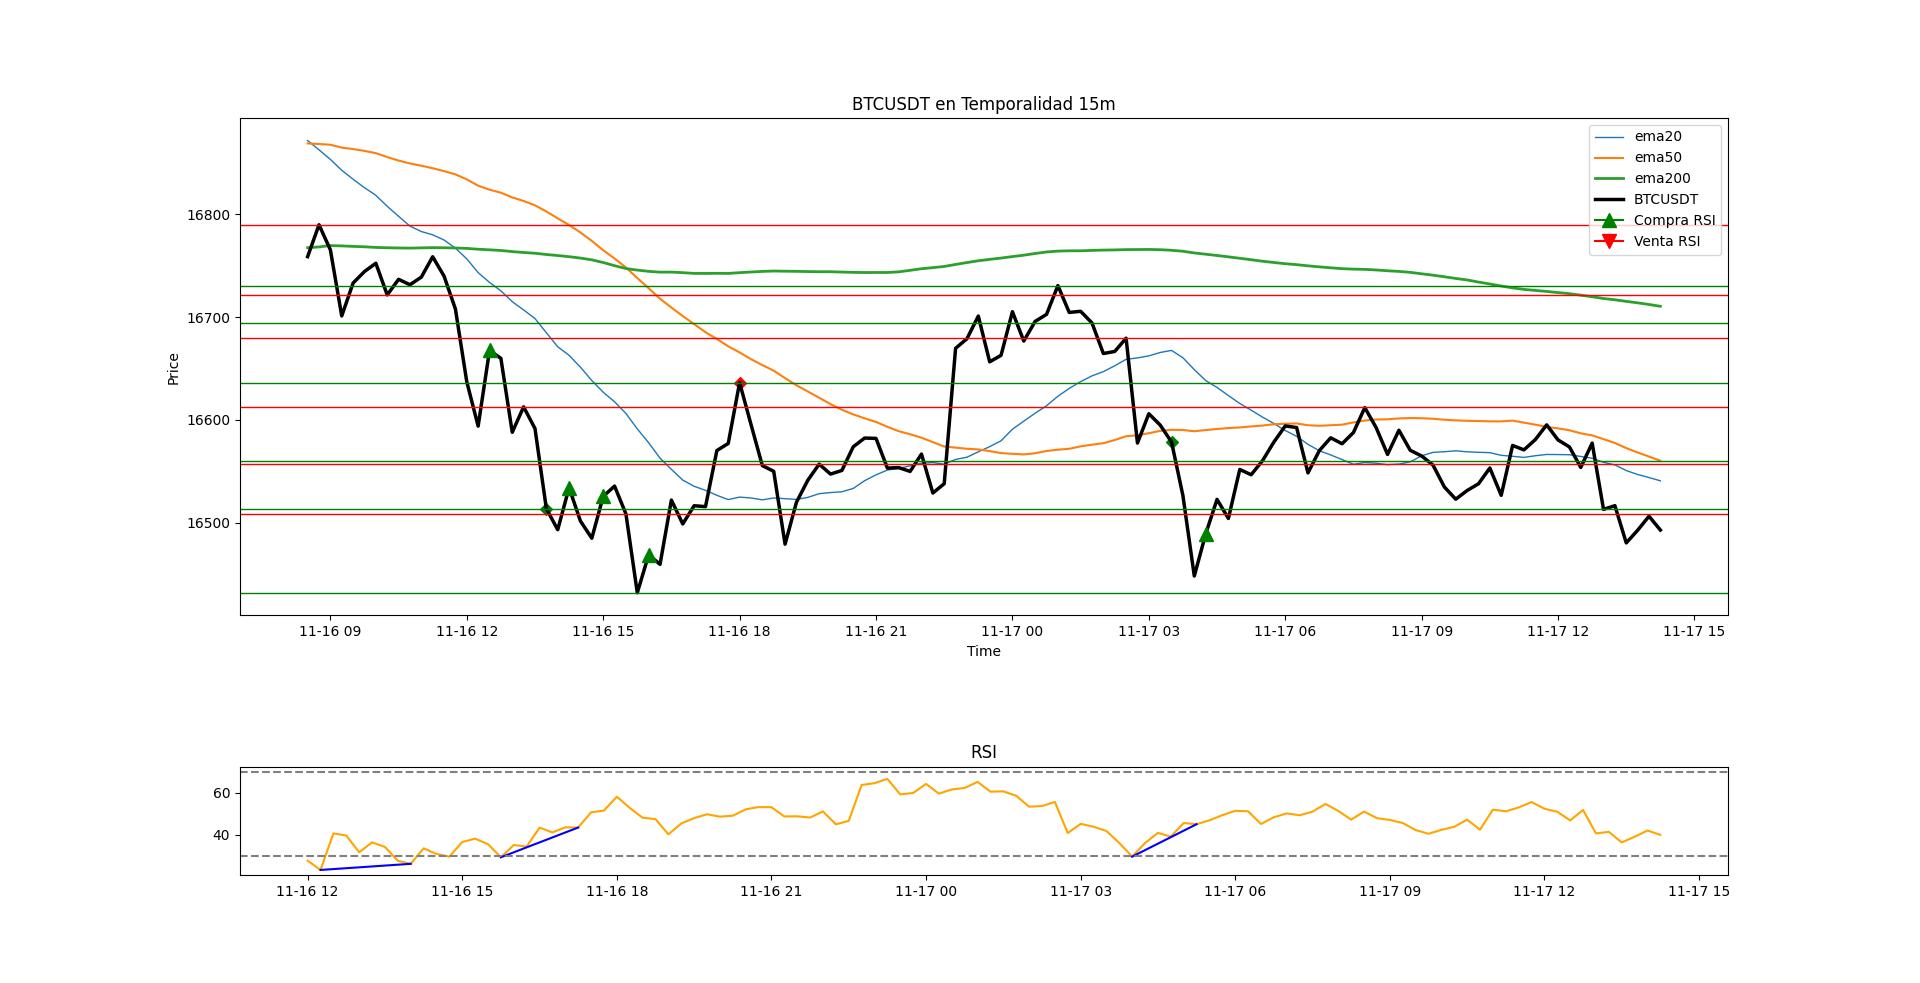 BTCUSDT en Temporalidad 15m
ema20
ema50
ema200
BTCUSDT
Compra RSI
Venta RSI
16800
16700
16600
16500
Price
11-16 09 11-16 12 11-16 15 11-16 18 11-16 21 11-17 00 11-17 03 11-17 06 11-17 09 11-17 12 11-17 15
Time
RSI
60
40
11-16 12 11-16 15 11-16 18 11-16 21 11-17 00 11-17 03 11-17 06 11-17 09 11-17 12 11-17 15